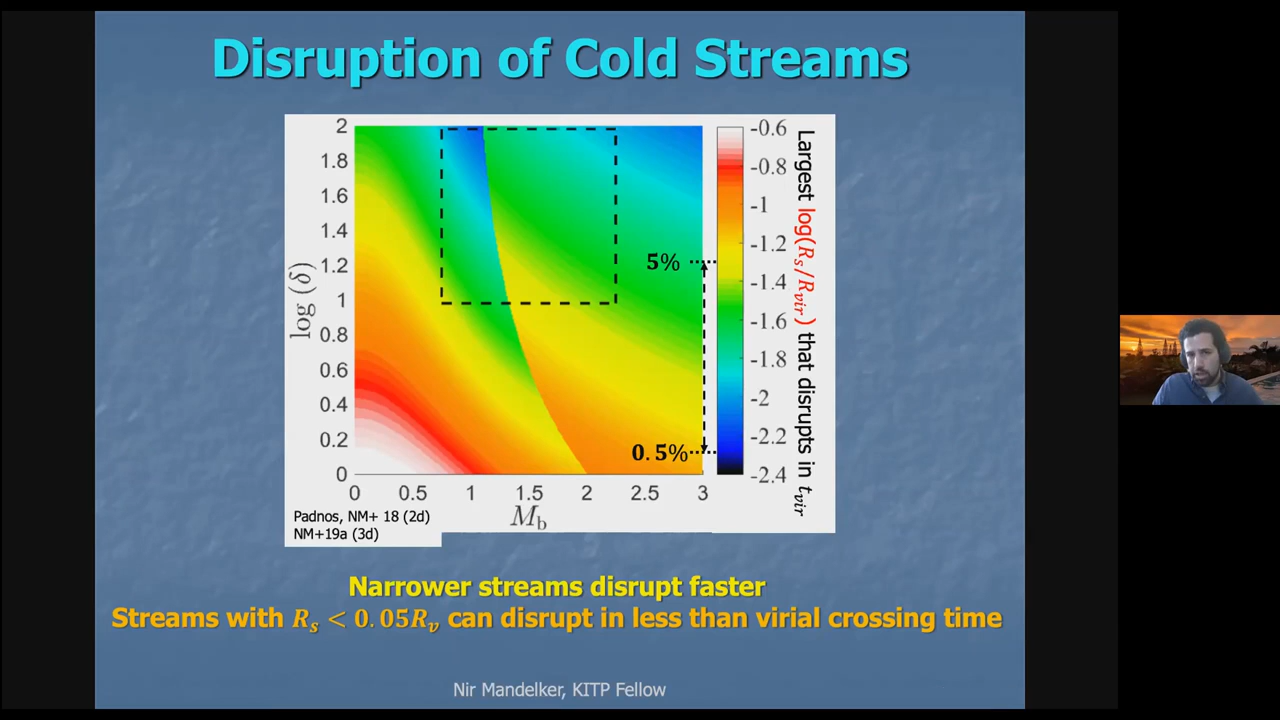 Disruption of Cold Streams
2
1.8
1.6
1.4
1.2
1
0.8
0.6
0.4
0.2
0
log (δ)
0 0.5 1 1.5 2 2.5 3
M_b
5%
0.5%
-0.6
-0.8
-1
-1.2
-1.4
-1.6
-1.8
-2
-2.2
-2.4
Largest log(R_s/R_vir) that disrupts in t_vir
Padnos, NM+ 18 (2d)
NM+19a (3d)
Narrower streams disrupt faster
Streams with R_s < 0.05R_v can disrupt in less than virial crossing time
Nir Mandelker, KITP Fellow